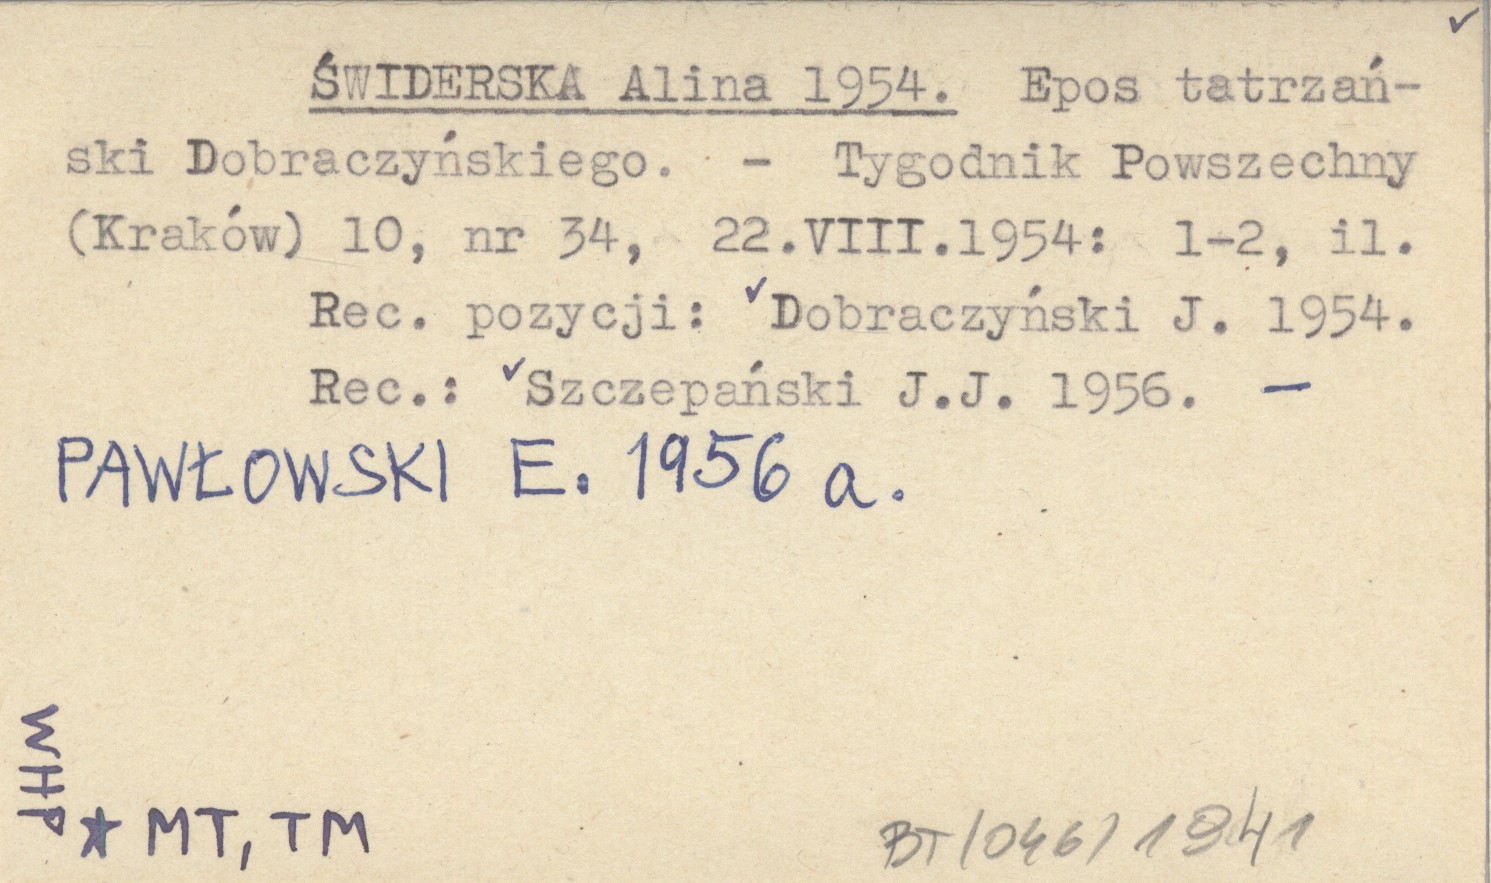 ŚWIDERSKA Alina 1954. Epos tatrzań-
ski Dobraczyńskiego. - Tygodnik Powszechny
(Kraków) 10, nr 34, 22.VIII.1954: 1-2, il.
Rec. pozycji: ✓Dobraczyński J. 1954.
Rec.: ✓Szczepański J.J. 1956. —
PAWŁOWSKI E. 1956 a.
WHP
* MT, TM
BT/046/1941